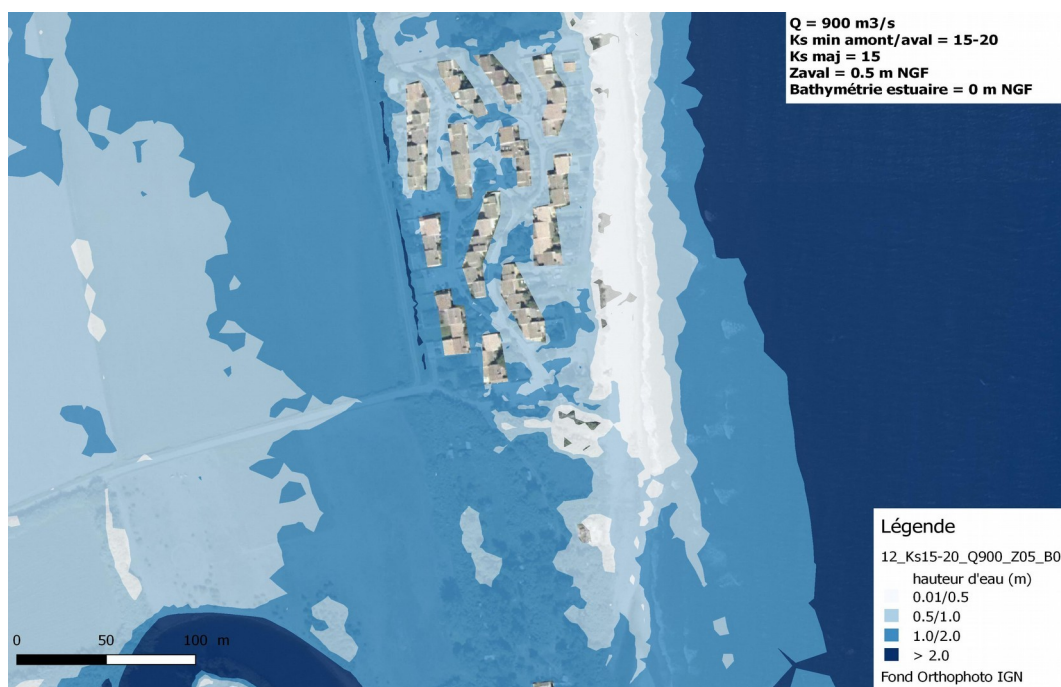 Q = 900 m3/s
Ks min amont/aval = 15-20
Ks maj = 15
Zaval = 0.5 m NGF
Bathymétrie estuaire = 0 m NGF
Légende
12_Ks15-20_Q900_Z05_B0
hauteur d'eau (m)
0.01/0.5
0.5/1.0
1.0/2.0
> 2.0
Fond Orthophoto IGN
0 50 100 m